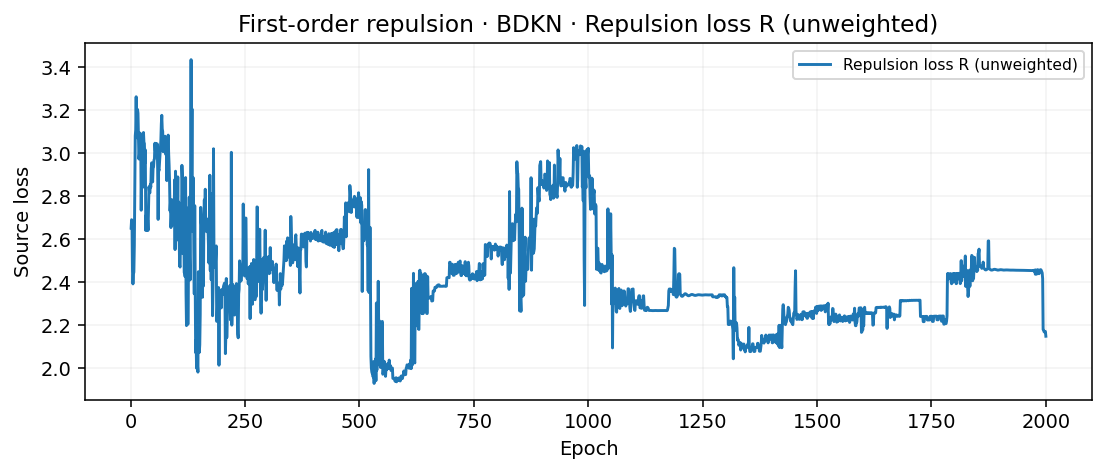 First-order repulsion · BDKN · Repulsion loss R (unweighted)
Repulsion loss R (unweighted)
Source loss
3.4
3.2
3.0
2.8
2.6
2.4
2.2
2.0
0 250 500 750 1000 1250 1500 1750 2000
Epoch